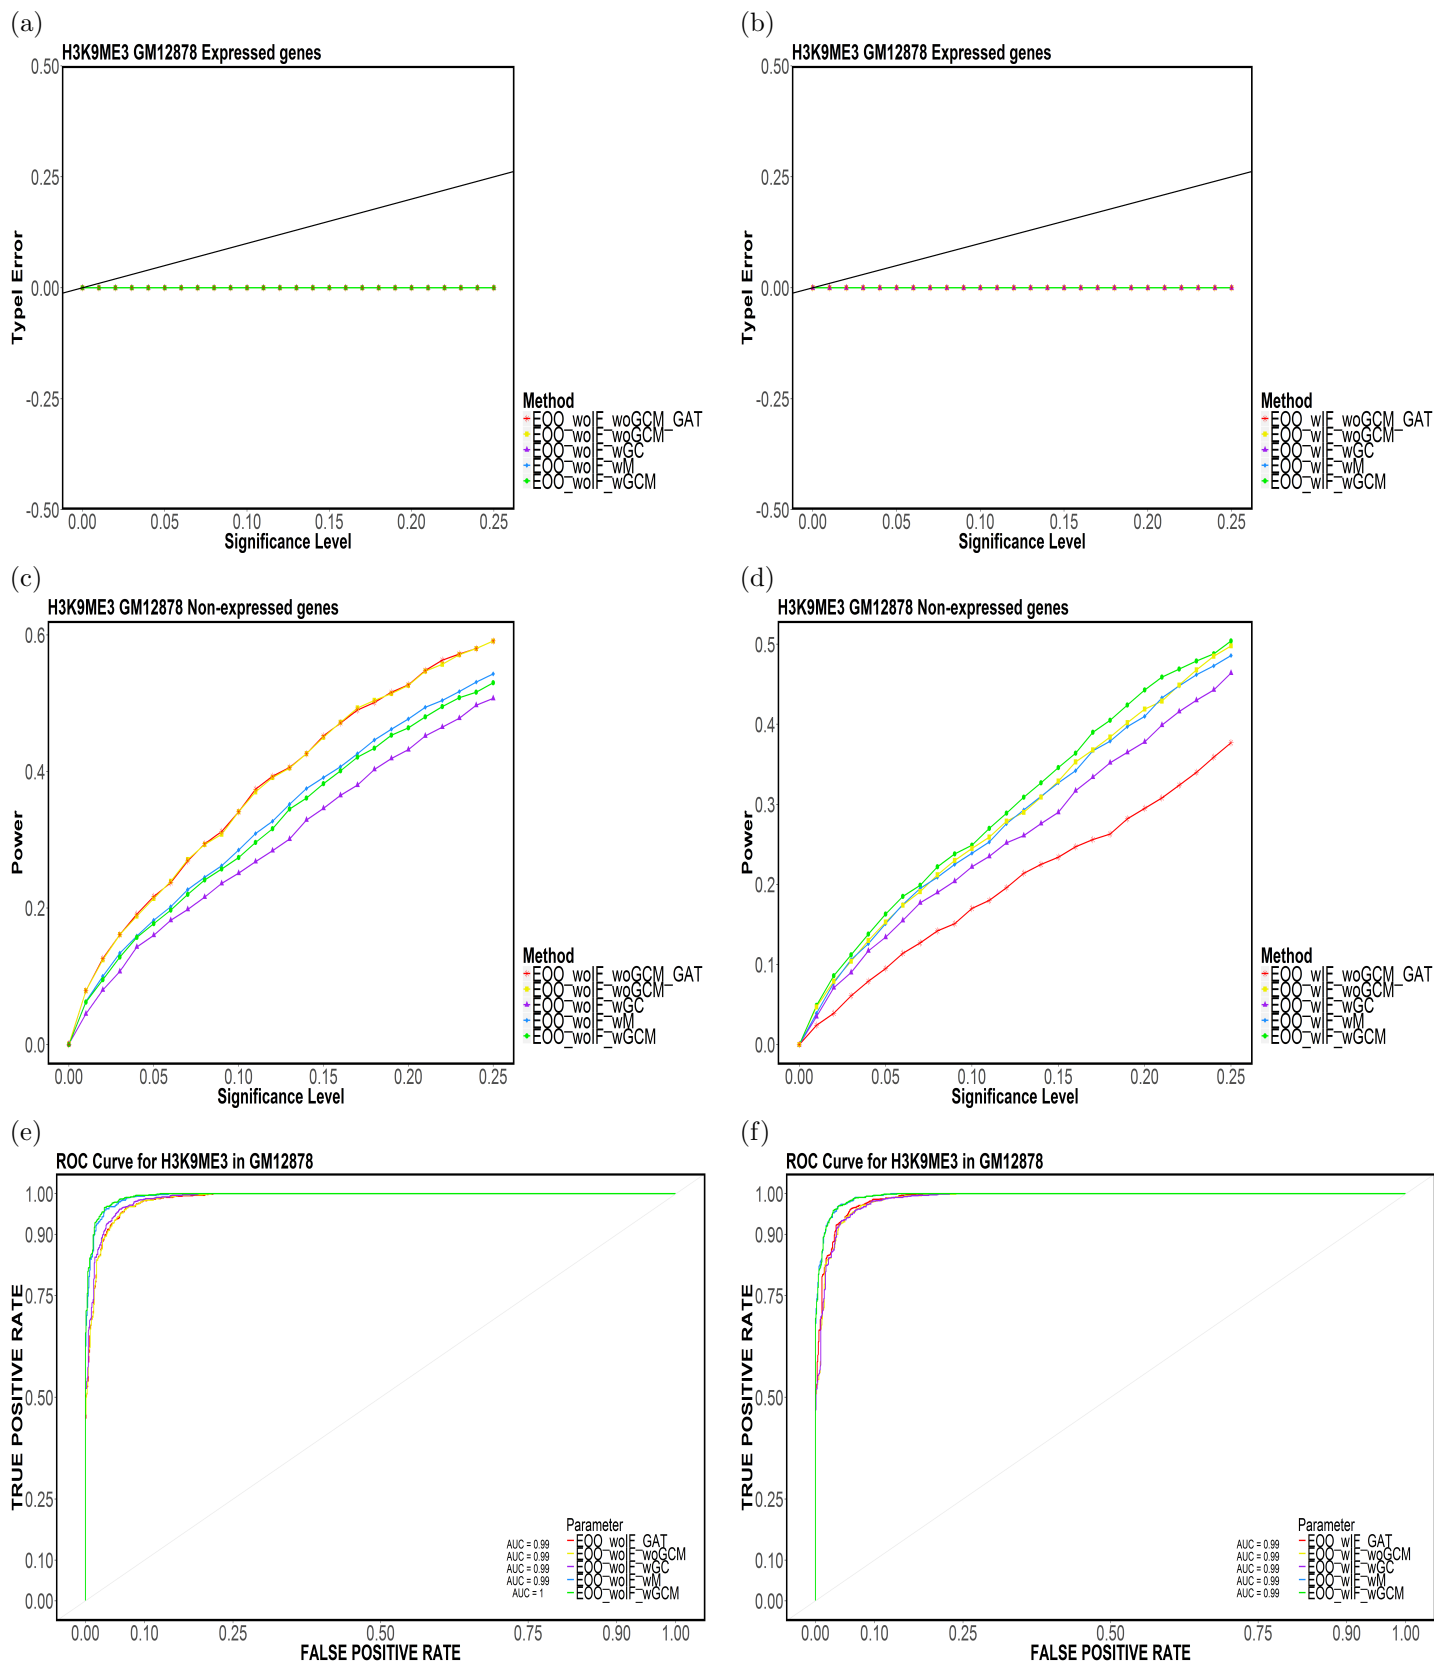 (a)
H3K9ME3 GM12878 Expressed genes
0.50
0.25
0.00
-0.25
-0.50
TypeI Error
0.00 0.05 0.10 0.15 0.20 0.25
Significance Level
Method
EOO_woIF_woGCM_GAT
EOO_woIF_woGCM
EOO_woIF_wGC
EOO_woIF_wM
EOO_woIF_wGCM
(b)
H3K9ME3 GM12878 Expressed genes
0.50
0.25
0.00
-0.25
-0.50
TypeI Error
0.00 0.05 0.10 0.15 0.20 0.25
Significance Level
Method
EOO_wIF_woGCM_GAT
EOO_wIF_woGCM
EOO_wIF_wGC
EOO_wIF_wM
EOO_wIF_wGCM
(c)
H3K9ME3 GM12878 Non-expressed genes
0.6
0.4
0.2
0.0
Power
0.00 0.05 0.10 0.15 0.20 0.25
Significance Level
Method
EOO_woIF_woGCM_GAT
EOO_woIF_woGCM
EOO_woIF_wGC
EOO_woIF_wM
EOO_woIF_wGCM
(d)
H3K9ME3 GM12878 Non-expressed genes
0.5
0.4
0.3
0.2
0.1
0.0
Power
0.00 0.05 0.10 0.15 0.20 0.25
Significance Level
Method
EOO_wIF_woGCM_GAT
EOO_wIF_woGCM
EOO_wIF_wGC
EOO_wIF_wM
EOO_wIF_wGCM
(e)
ROC Curve for H3K9ME3 in GM12878
1.00
0.90
0.75
0.50
0.25
0.10
0.00
TRUE POSITIVE RATE
0.00 0.10 0.25 0.50 0.75 0.90 1.00
FALSE POSITIVE RATE
Parameter
AUC = 0.99 EOO_woIF_GAT
AUC = 0.99 EOO_woIF_woGCM
AUC = 0.99 EOO_woIF_wGC
AUC = 0.99 EOO_woIF_wM
AUC = 1 EOO_woIF_wGCM
(f)
ROC Curve for H3K9ME3 in GM12878
1.00
0.90
0.75
0.50
0.25
0.10
0.00
TRUE POSITIVE RATE
0.00 0.10 0.25 0.50 0.75 0.90 1.00
FALSE POSITIVE RATE
Parameter
AUC = 0.99 EOO_wIF_GAT
AUC = 0.99 EOO_wIF_woGCM
AUC = 0.99 EOO_wIF_wGC
AUC = 0.99 EOO_wIF_wM
AUC = 0.99 EOO_wIF_wGCM